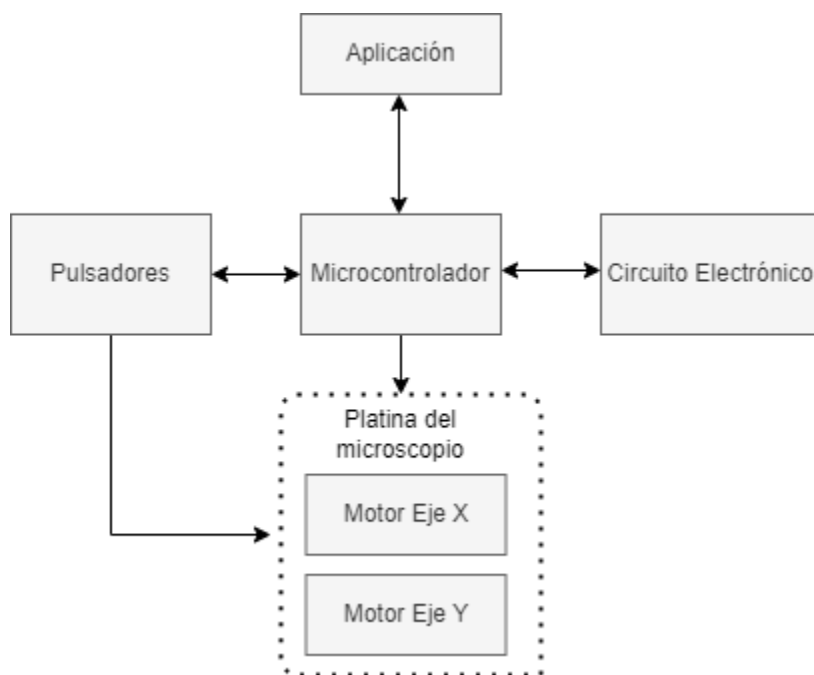 Aplicación
Pulsadores
Microcontrolador
Circuito Electrónico
Platina del
microscopio
Motor Eje X
Motor Eje Y